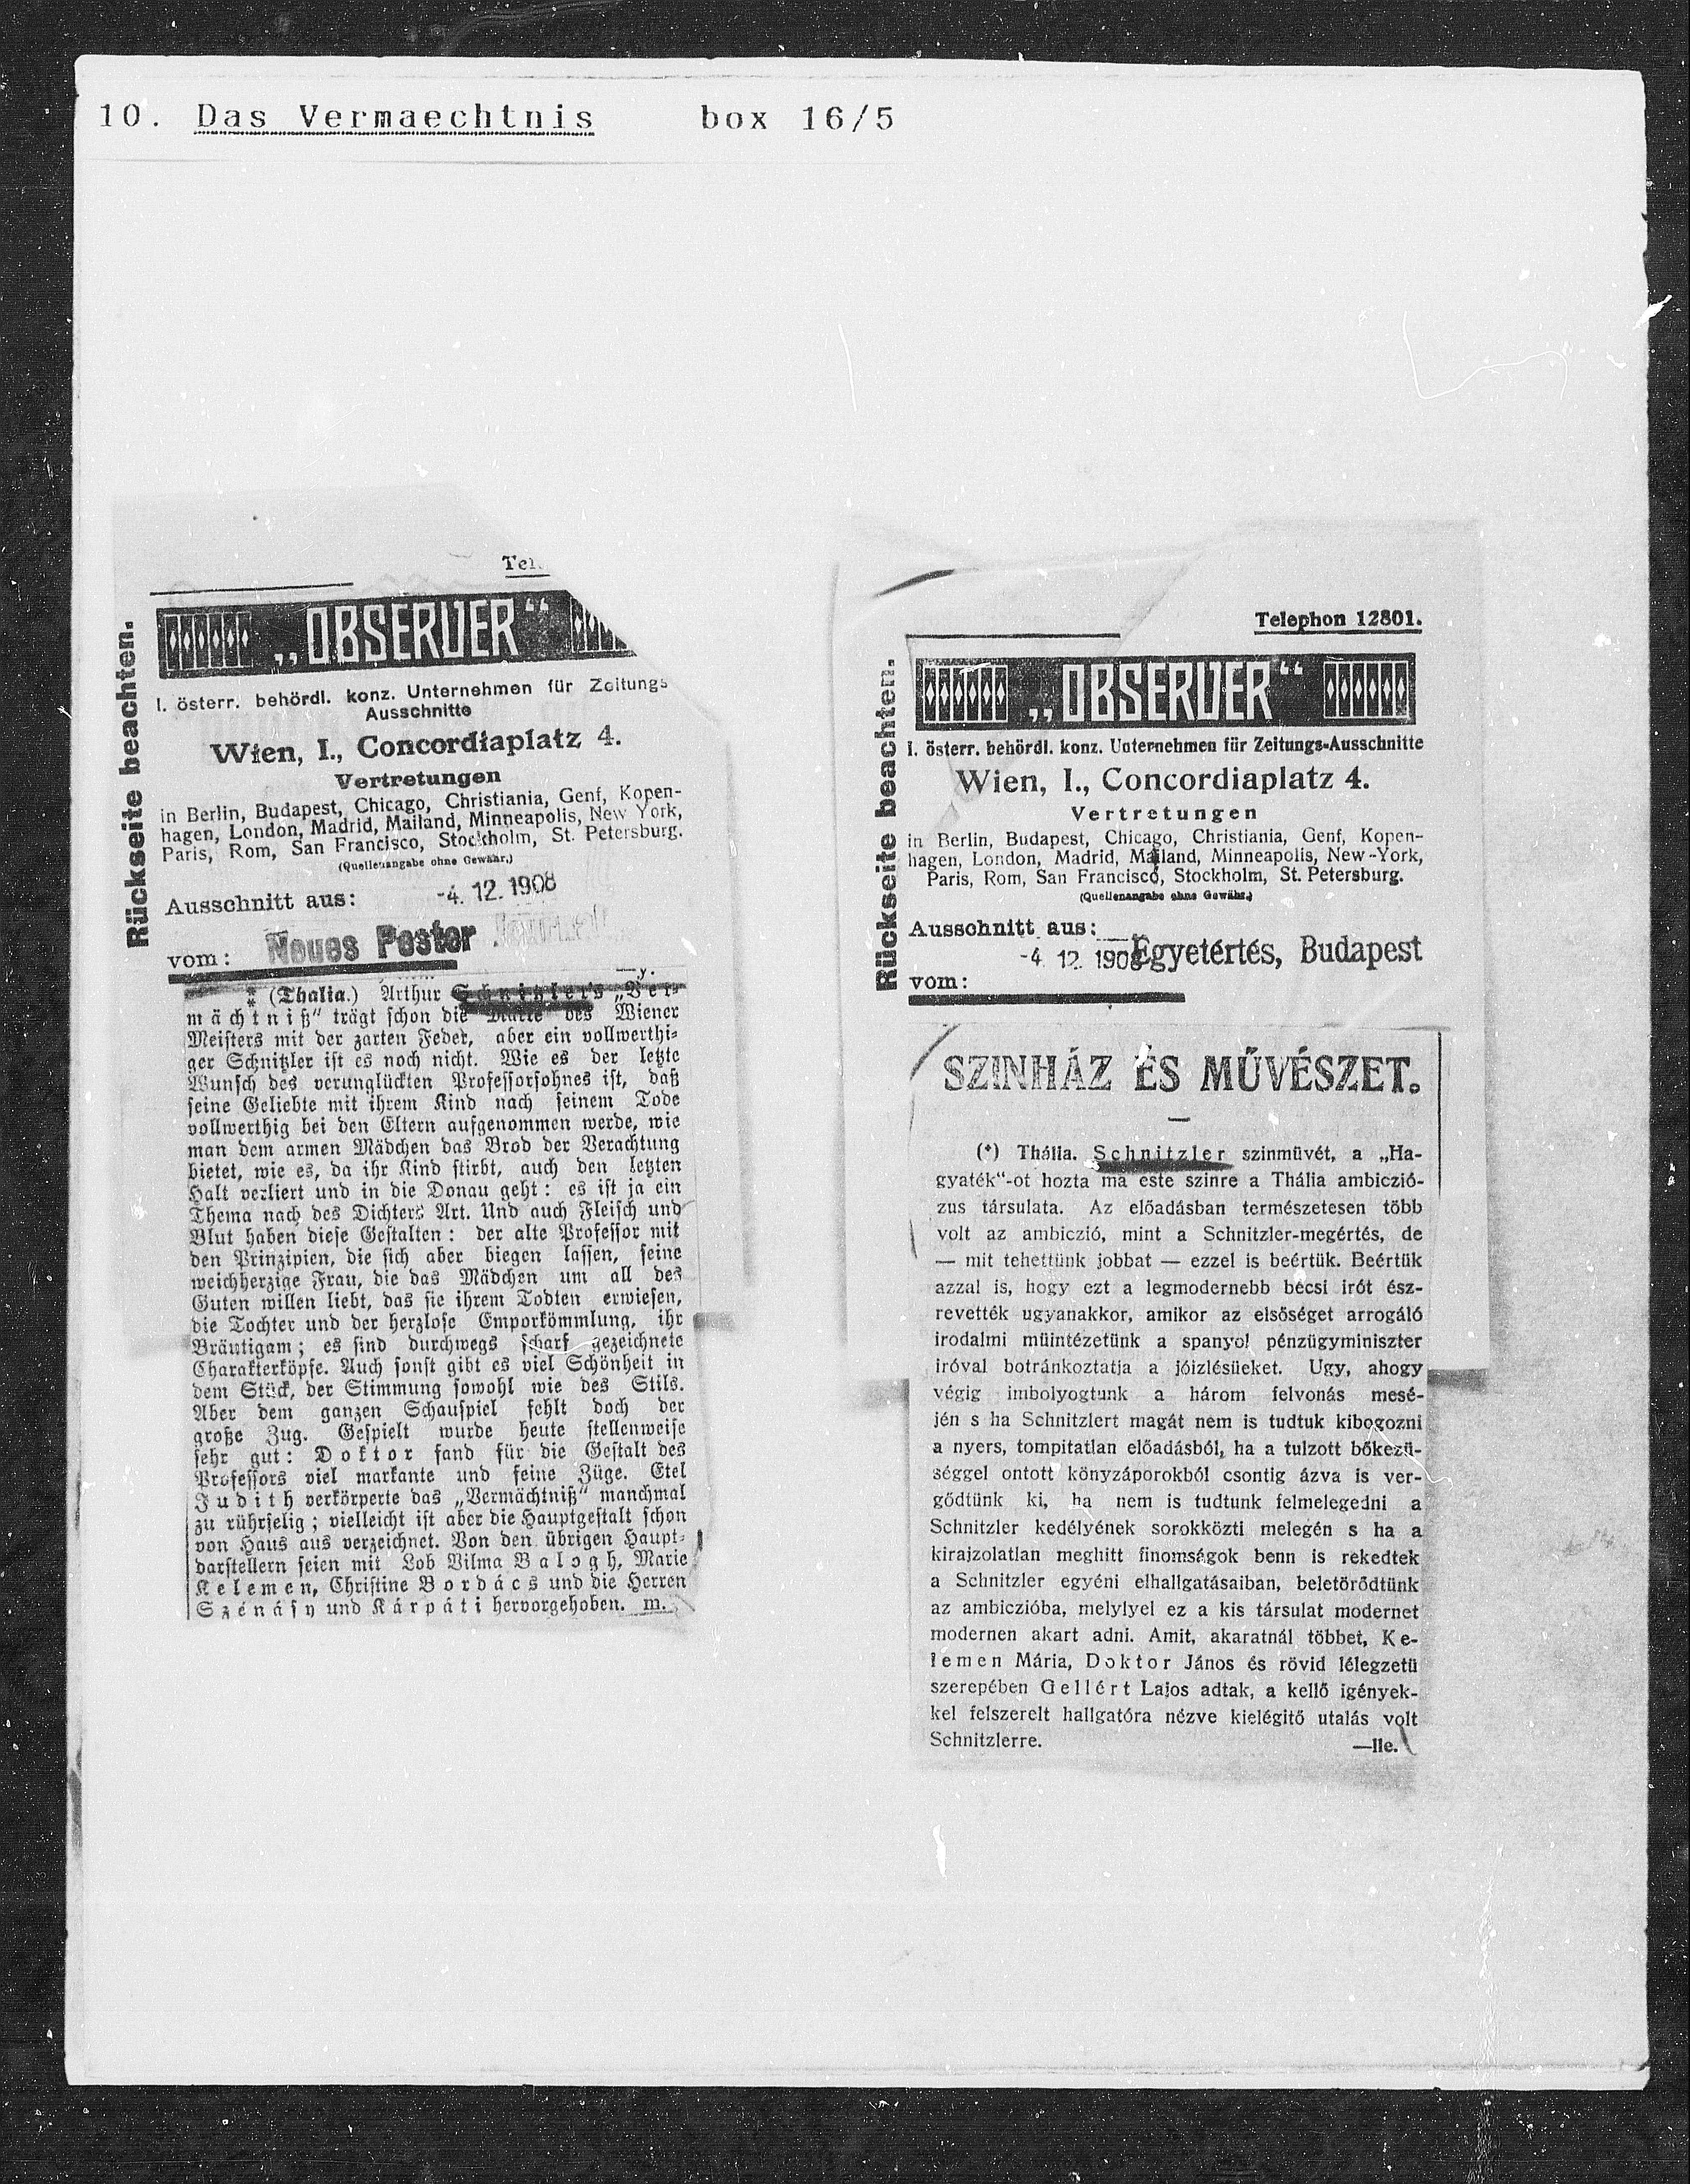 10. Das Vermaechtnis box 16/5
Rückseite beachten.
„OBSERVER“
I. österr. behördl. konz. Unternehmen für Zeitungs
Ausschnitte
Wien, I., Concordiaplatz 4.
Vertretungen
in Berlin, Budapest, Chicago, Christiania, Genf, Kopen-
hagen, London, Madrid, Mailand, Minneapolis, New York,
Paris, Rom, San Francisco, Stockholm, St. Petersburg.
(Quellenangabe ohne Gewähr.)
Ausschnitt aus: -4. 12. 1908
vom: Neues Pester
—y.
* (Thalia.) Arthur Schnitzler's „Ver-
mächtniß“ trägt schon die Marke des Wiener
Meisters mit der zarten Feder, aber ein vollwerthi-
ger Schnitzler ist es noch nicht. Wie es der letzte
Wunsch des verunglückten Professorsohnes ist, daß
seine Geliebte mit ihrem Kind nach seinem Tode
vollwerthig bei den Eltern aufgenommen werde, wie
man dem armen Mädchen das Brod der Verachtung
bietet, wie es, da ihr Kind stirbt, auch den letzten
Halt verliert und in die Donau geht: es ist ja ein
Thema nach des Dichters Art. Und auch Fleisch und
Blut haben diese Gestalten: der alte Professor mit
den Prinzipien, die sich aber biegen lassen, seine
weichherzige Frau, die das Mädchen um all des
Guten willen liebt, das sie ihrem Todten erwiesen,
die Tochter und der herzlose Emporkömmlung, ihr
Bräutigam; es sind durchwegs scharf gezeichnete
Charakterköpfe. Auch sonst gibt es viel Schönheit in
dem Stück, der Stimmung sowohl wie des Stils.
Aber dem ganzen Schauspiel fehlt doch der
große Zug. Gespielt wurde heute stellenweise
sehr gut: Doktor fand für die Gestalt des
Professors viel markante und feine Züge. Etel
Judith verkörperte das „Vermächtniß“ manchmal
zu rührselig; vielleicht ist aber die Hauptgestalt schon
von Haus aus verzeichnet. Von den übrigen Haupt-
darstellern seien mit Lob Vilma Balogh, Marie
Kelemen, Christine Bordács und die Herren
Szénásy und Kárpáti hervorgehoben. m.
Telephon 12801.
Rückseite beachten.
„OBSERVER“
I. österr. behördl. konz. Unternehmen für Zeitungs-Ausschnitte
Wien, I., Concordiaplatz 4.
Vertretungen
in Berlin, Budapest, Chicago, Christiania, Genf, Kopen-
hagen, London, Madrid, Mailand, Minneapolis, New-York,
Paris, Rom, San Francisco, Stockholm, St. Petersburg.
(Quellenangabe ohne Gewähr.)
Ausschnitt aus:
-4. 12. 1908 Egyetértés, Budapest
vom:
SZINHÁZ ÉS MŰVÉSZET.
—
(*) Thália. Schnitzler szinmüvét, a „Ha-
gyaték“-ot hozta ma este szinre a Thália ambiczió-
zus társulata. Az előadásban természetesen több
volt az ambiczió, mint a Schnitzler-megértés, de
— mit tehettünk jobbat — ezzel is beértük. Beértük
azzal is, hogy ezt a legmodernebb bécsi irót ész-
revették ugyanakkor, amikor az elsőséget arrogáló
irodalmi müintézetünk a spanyol pénzügyminiszter
iróval botránkoztatja a jóizlésüeket. Ugy, ahogy
végig imbolyogtunk a három felvonás mesé-
jén s ha Schnitzlert magát nem is tudtuk kibogozni
a nyers, tompitatlan előadásból, ha a tulzott bőkezü-
séggel ontott könyzáporokból csontig ázva is ver-
gődtünk ki, ha nem is tudtunk felmelegedni a
Schnitzler kedélyének sorokközti melegén s ha a
kirajzolatlan meghitt finomságok benn is rekedtek
a Schnitzler egyéni elhallgatásaiban, beletörődtünk
az ambiczióba, melylyel ez a kis társulat modernet
modernen akart adni. Amit, akaratnál többet, Ke-
lemen Mária, Doktor János és rövid lélegzetü
szerepében Gellért Lajos adtak, a kellő igények-
kel felszerelt hallgatóra nézve kielégitő utalás volt
Schnitzlerre. —lle.